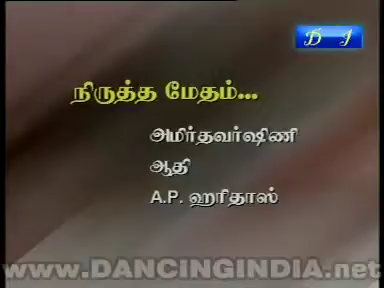 D I
நிருத்த மேதம்...
அமிர்தவர்ஷினி
ஆதி
A.P. ஹரிதாஸ்
www.DANCINGINDIA.net